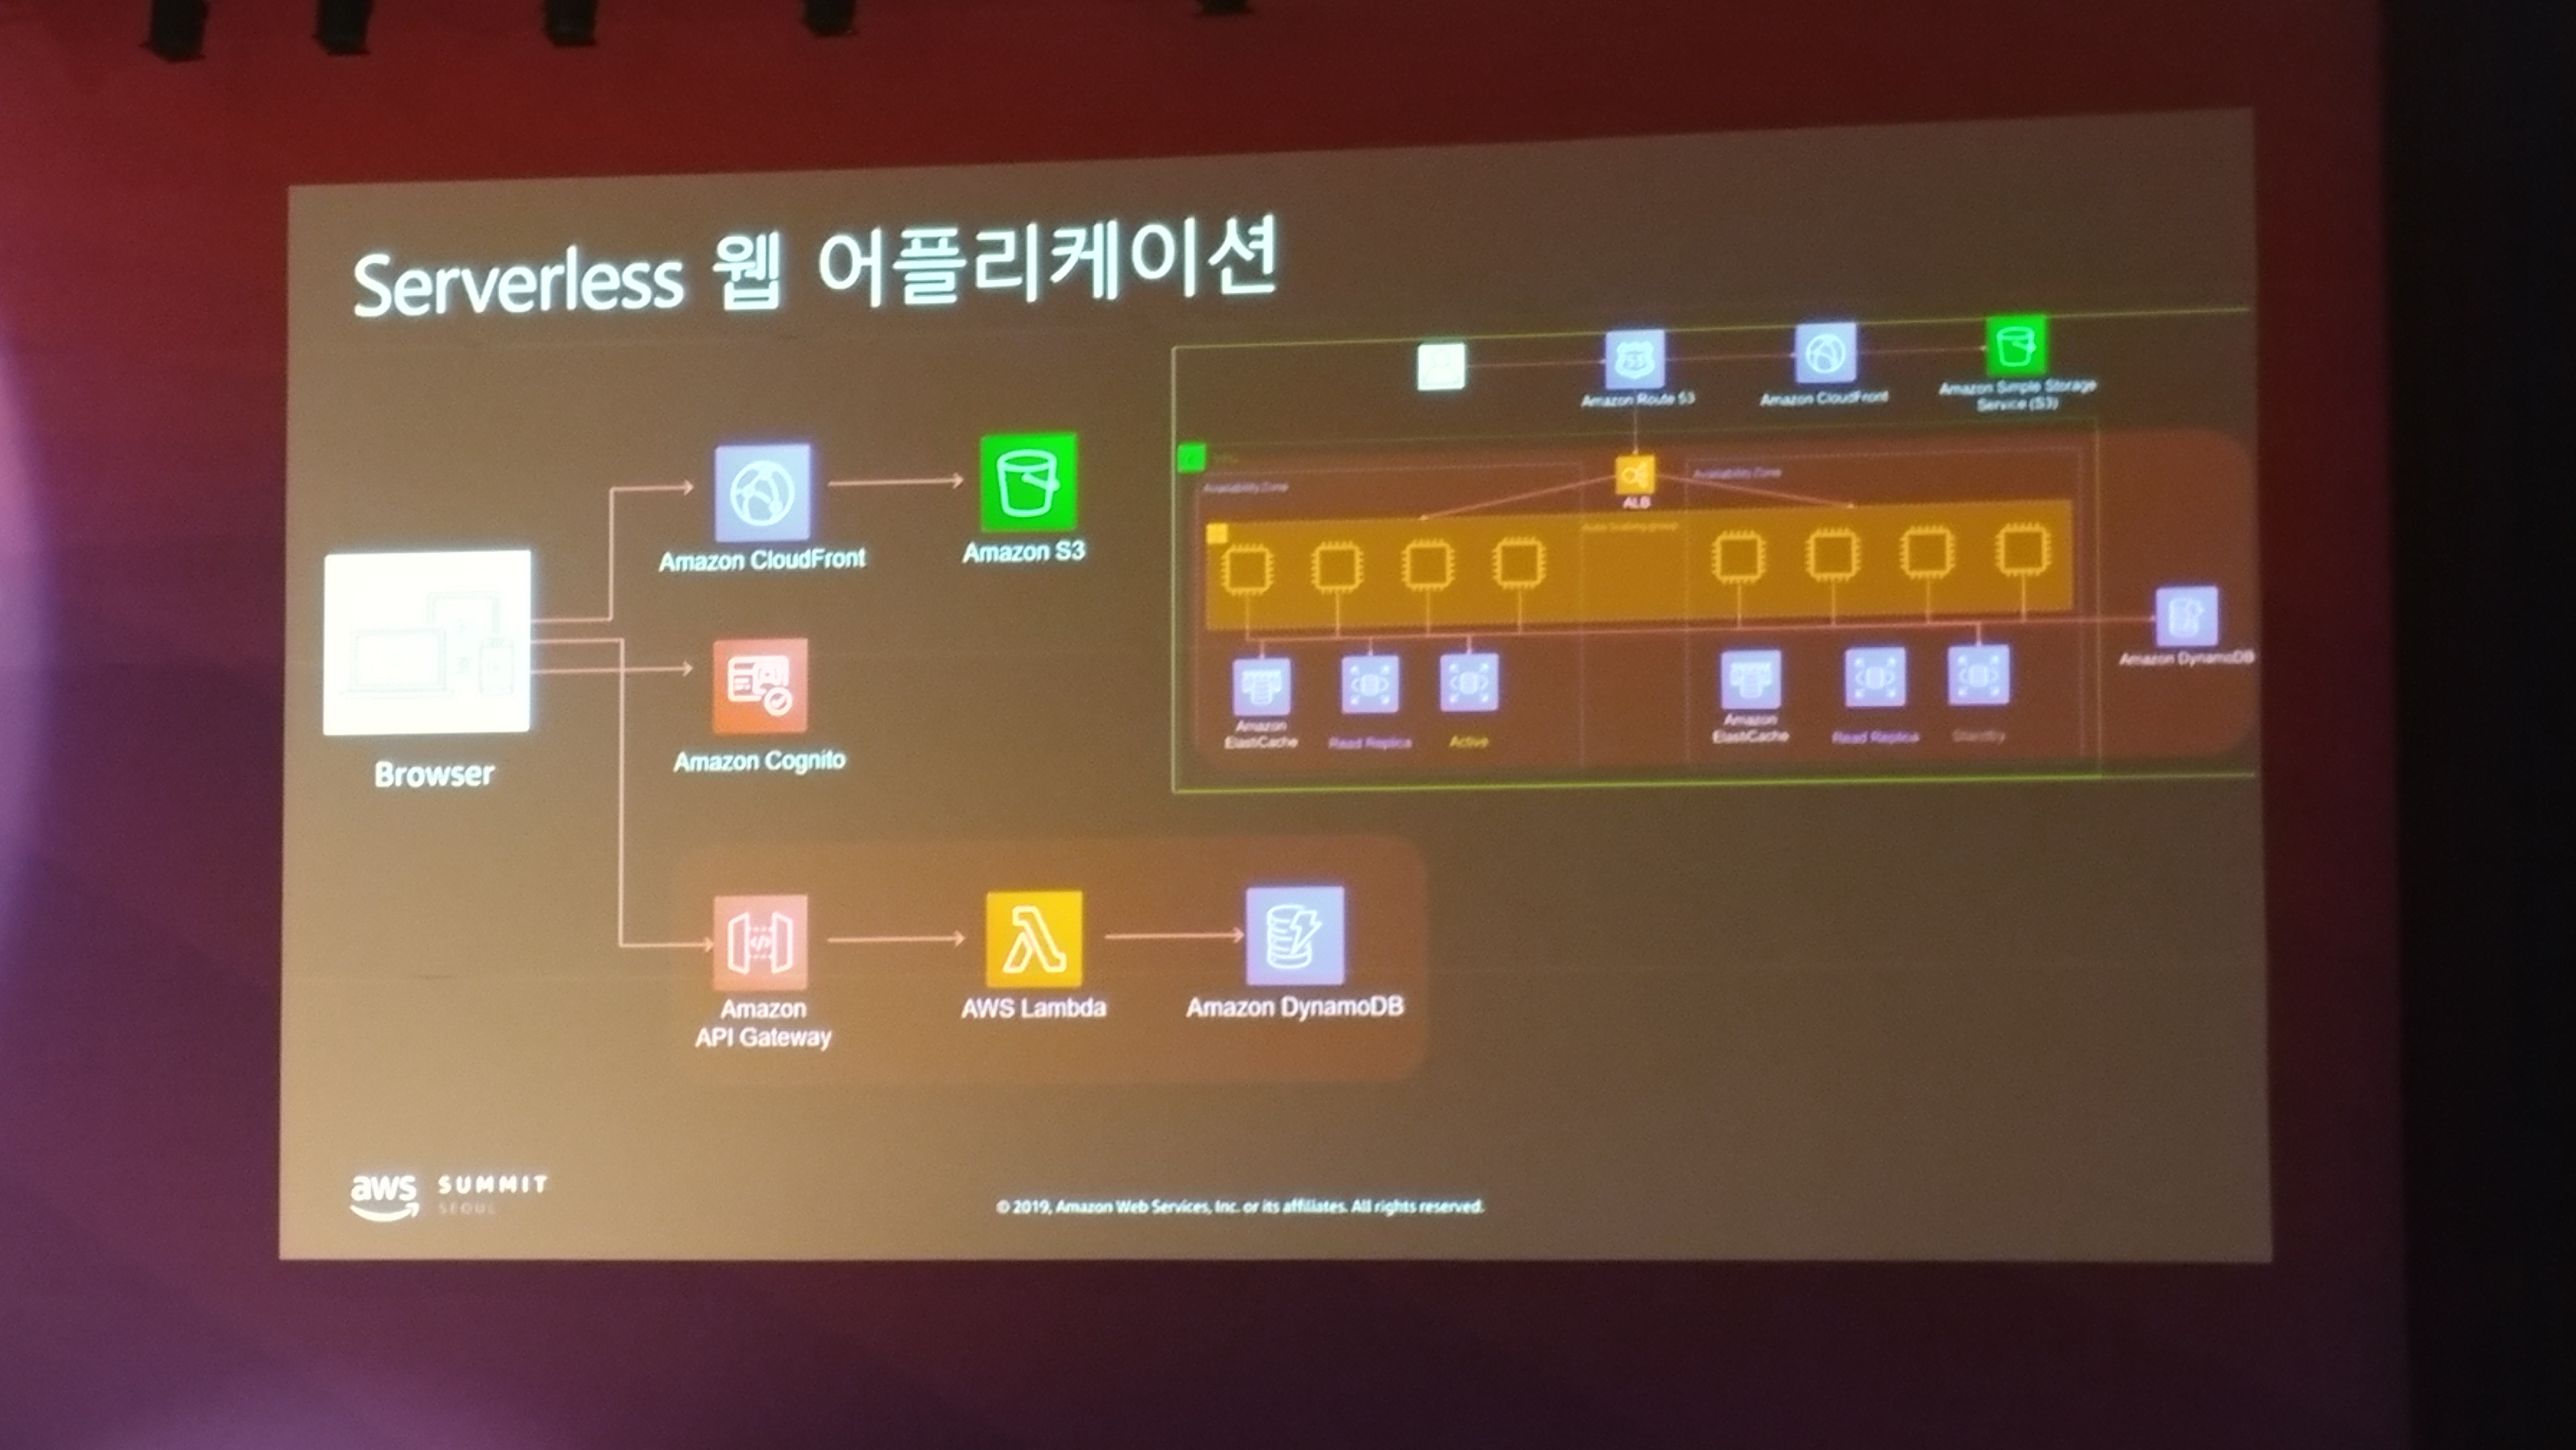 Serverless 웹 어플리케이션
Amazon CloudFront
Amazon S3
Browser
Amazon Cognito
Amazon
API Gateway
AWS Lambda
Amazon DynamoDB
53
Amazon Route 53
Amazon CloudFront
Amazon Simple Storage
Service (S3)
Availability Zone
ALB
Availability Zone
Auto Scaling group
Amazon
ElastiCache
Read Replica
Active
Amazon
ElastiCache
Read Replica
Standby
Amazon DynamoDB
aws SUMMIT
SEOUL
© 2019, Amazon Web Services, Inc. or its affiliates. All rights reserved.